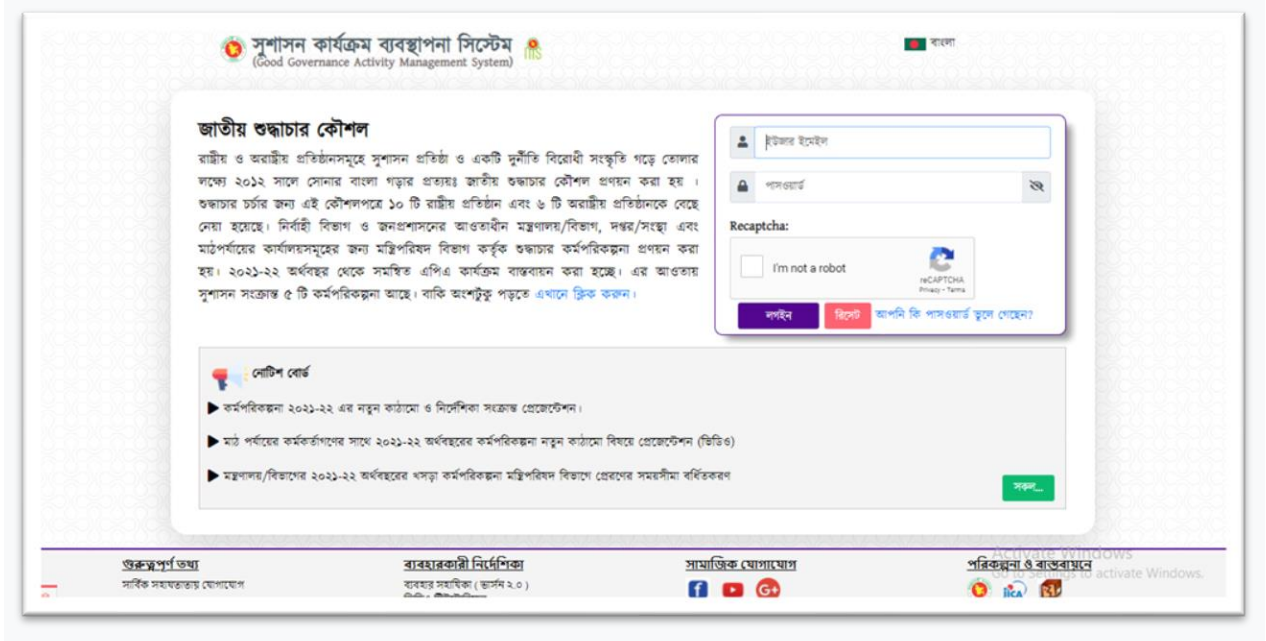 সুশাসন কার্যক্রম ব্যবস্থাপনা সিস্টেম
(Good Governance Activity Management System)
বাংলা
জাতীয় শুদ্ধাচার কৌশল
রাষ্ট্রীয় ও অরাষ্ট্রীয় প্রতিষ্ঠানসমূহে সুশাসন প্রতিষ্ঠা ও একটি দুর্নীতি বিরোধী সংস্কৃতি গড়ে তোলার
লক্ষ্যে ২০১২ সালে সোনার বাংলা গড়ার প্রত্যয়ঃ জাতীয় শুদ্ধাচার কৌশল প্রণয়ন করা হয় ।
শুদ্ধাচার চর্চার জন্য এই কৌশলপত্রে ১০ টি রাষ্ট্রীয় প্রতিষ্ঠান এবং ৬ টি অরাষ্ট্রীয় প্রতিষ্ঠানকে বেছে
নেয়া হয়েছে। নির্বাহী বিভাগ ও জনপ্রশাসনের আওতাধীন মন্ত্রণালয়/বিভাগ, দপ্তর/সংস্থা এবং
মাঠপর্যায়ের কার্যালয়সমূহের জন্য মন্ত্রিপরিষদ বিভাগ কর্তৃক শুদ্ধাচার কর্মপরিকল্পনা প্রণয়ন করা
হয়। ২০২১-২২ অর্থবছর থেকে সমন্বিত এপিএ কার্যক্রম বাস্তবায়ন করা হচ্ছে। এর আওতায়
সুশাসন সংক্রান্ত ৫ টি কর্মপরিকল্পনা আছে। বাকি অংশটুকু পড়তে এখানে ক্লিক করুন।
ইউজার ইমেইল
পাসওয়ার্ড
Recaptcha:
I'm not a robot
reCAPTCHA
Privacy - Terms
লগইন রিসেট আপনি কি পাসওয়ার্ড ভুলে গেছেন?
নোটিশ বোর্ড
কর্মপরিকল্পনা ২০২১-২২ এর নতুন কাঠামো ও নির্দেশিকা সংক্রান্ত প্রেজেন্টেশন।
মাঠ পর্যায়ের কর্মকর্তাগণের সাথে ২০২১-২২ অর্থবছরের কর্মপরিকল্পনা নতুন কাঠামো বিষয়ে প্রেজেন্টেশন (ভিডিও)
মন্ত্রণালয়/বিভাগের ২০২১-২২ অর্থবছরের খসড়া কর্মপরিকল্পনা মন্ত্রিপরিষদ বিভাগে প্রেরণের সময়সীমা বর্ধিতকরণ
সকল...
গুরুত্বপূর্ণ তথ্য
সার্বিক সহায়তাতায় যোগাযোগ
ব্যবহারকারী নির্দেশিকা
ব্যবহার সহায়িকা ( ভার্সন ২.০ )
সামাজিক যোগাযোগ
পরিকল্পনা ও বাস্তবায়নে
jica
Activate Windows
Go to Settings to activate Windows.